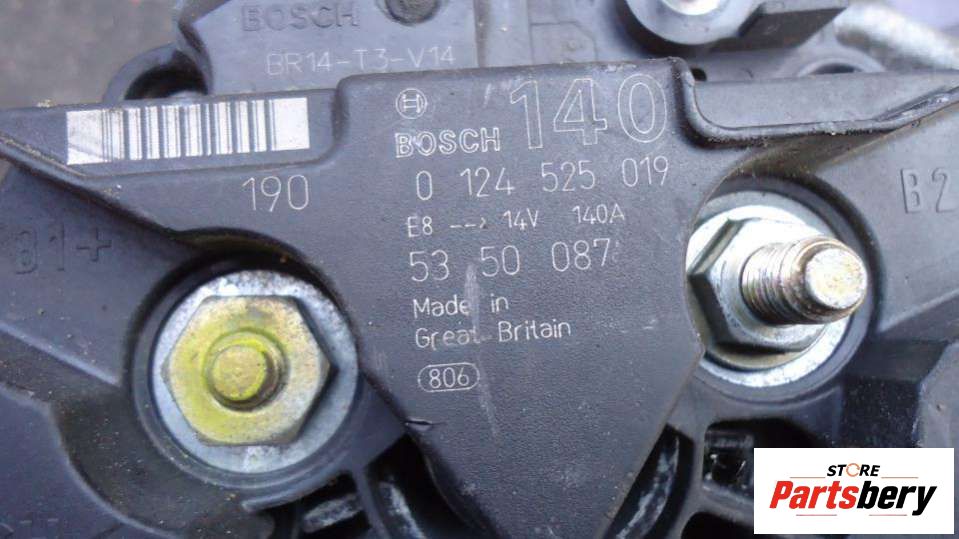 BOSCH
BR14-T3-V14
BOSCH 140
190
0 124 525 019
E8 --> 14V 140A
53 50 087
Made in
Great Britain
806
B1+
B2
STORE
Partsbery